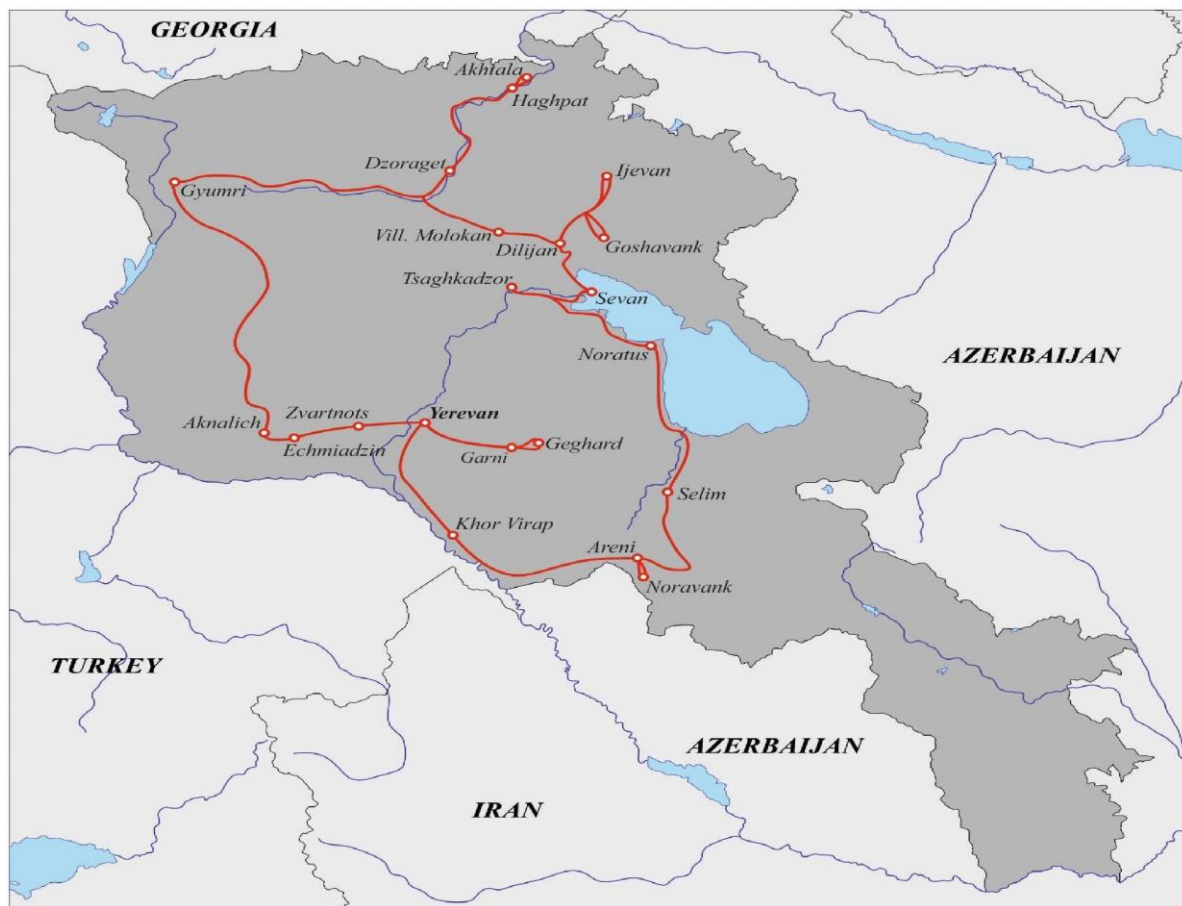 GEORGIA
Akhtala
Haghpat
Dzoraget
Ijevan
Gyumri
Vill. Molokan
Dilijan
Goshavank
Tsaghkadzor
Sevan
Noratus
AZERBAIJAN
Zvartnots
Yerevan
Aknalich
Echmiadzin
Garni
Geghard
Selim
Khor Virap
Areni
Noravank
TURKEY
AZERBAIJAN
IRAN